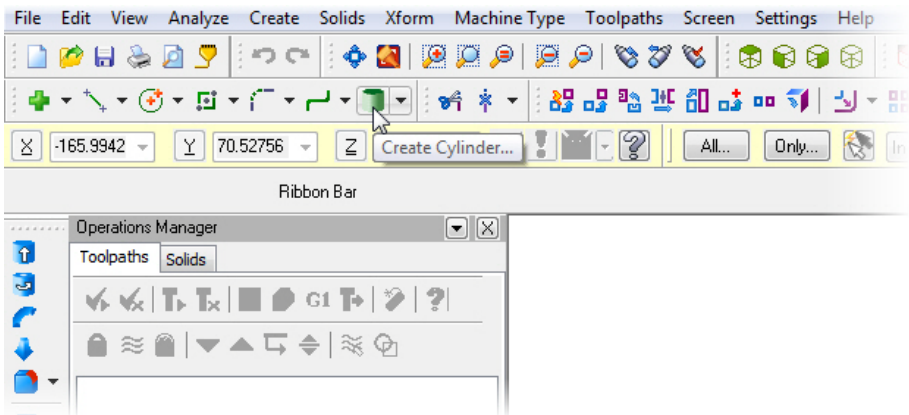 File Edit View Analyze Create Solids Xform Machine Type Toolpaths Screen Settings Help
X -165.9942 Y 70.52756 Z Create Cylinder... All... Only... In
Ribbon Bar
Operations Manager
Toolpaths Solids
G1